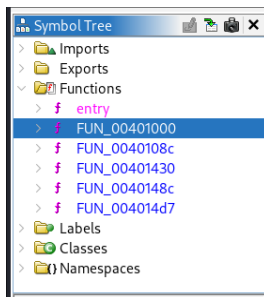 Symbol Tree
Imports
Exports
Functions
f entry
f FUN_00401000
f FUN_0040108c
f FUN_00401430
f FUN_0040148c
f FUN_004014d7
Labels
Classes
Namespaces